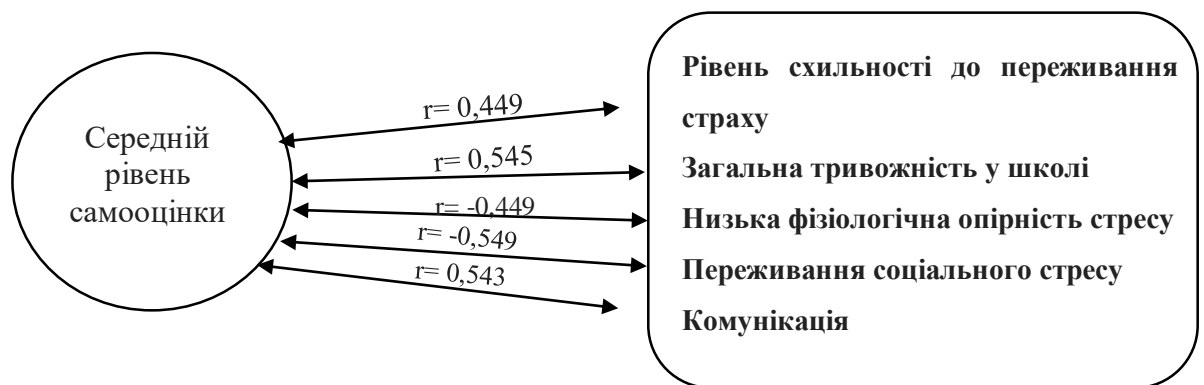 Середній
рівень
самооцінки
r= 0,449
r= 0,545
r= -0,449
r= -0,549
r= 0,543
Рівень схильності до переживання
страху
Загальна тривожність у школі
Низька фізіологічна опірність стресу
Переживання соціального стресу
Комунікація